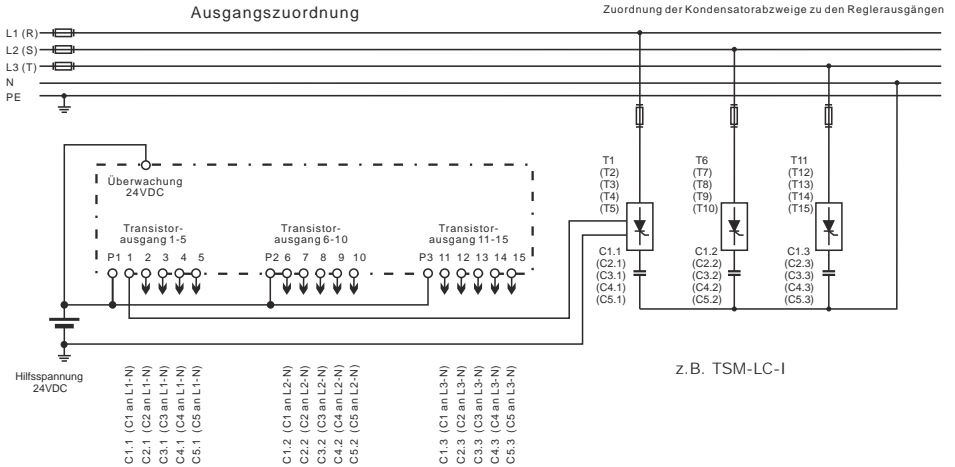 Ausgangszuordnung
Zuordnung der Kondensatorabzweige zu den Reglerausgängen
L1 (R)
L2 (S)
L3 (T)
N
PE
Überwachung
24VDC
Transistor-
ausgang 1-5
Transistor-
ausgang 6-10
Transistor-
ausgang 11-15
P1 1 2 3 4 5
P2 6 7 8 9 10
P3 11 12 13 14 15
T1
(T2)
(T3)
(T4)
(T5)
T6
(T7)
(T8)
(T9)
(T10)
T11
(T12)
(T13)
(T14)
(T15)
C1.1
(C2.1)
(C3.1)
(C4.1)
(C5.1)
C1.2
(C2.2)
(C3.2)
(C4.2)
(C5.2)
C1.3
(C2.3)
(C3.3)
(C4.3)
(C5.3)
Hilfsspannung
24VDC
C1.1 (C1 an L1-N)
C2.1 (C2 an L1-N)
C3.1 (C3 an L1-N)
C4.1 (C4 an L1-N)
C5.1 (C5 an L1-N)
C1.2 (C1 an L2-N)
C2.2 (C2 an L2-N)
C3.2 (C3 an L2-N)
C4.2 (C4 an L2-N)
C5.2 (C5 an L2-N)
C1.3 (C1 an L3-N)
C2.3 (C2 an L3-N)
C3.3 (C3 an L3-N)
C4.3 (C4 an L3-N)
C5.3 (C5 an L3-N)
z.B. TSM-LC-I